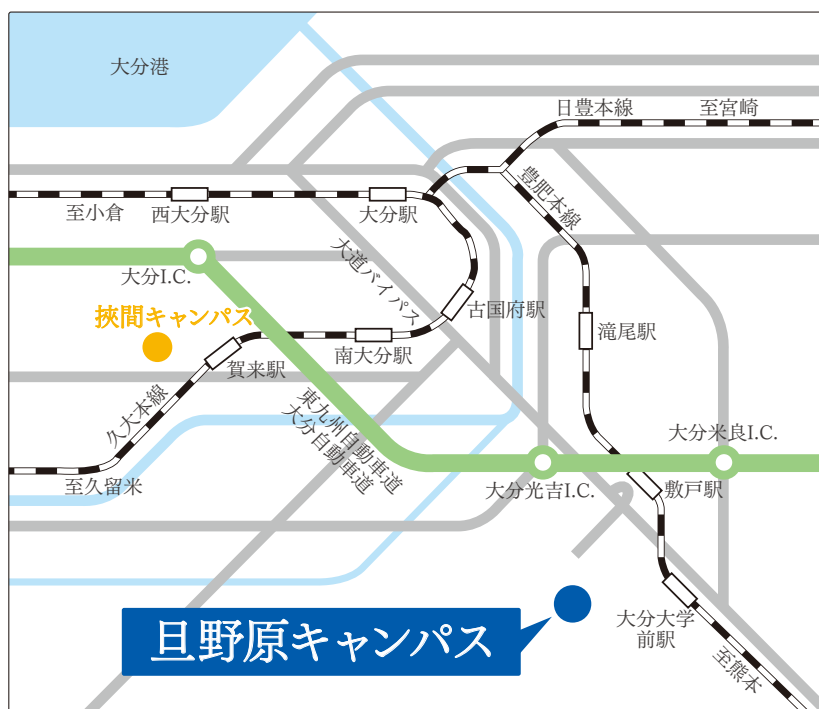 大分港
日豊本線
至宮崎
豊肥本線
至小倉
西大分駅
大分駅
大道バイパス
大分I.C.
古国府駅
挾間キャンパス
滝尾駅
賀来駅
南大分駅
久大本線
東九州自動車道
大分自動車道
大分米良I.C.
至久留米
大分光吉I.C.
敷戸駅
旦野原キャンパス
大分大学
前駅
至熊本